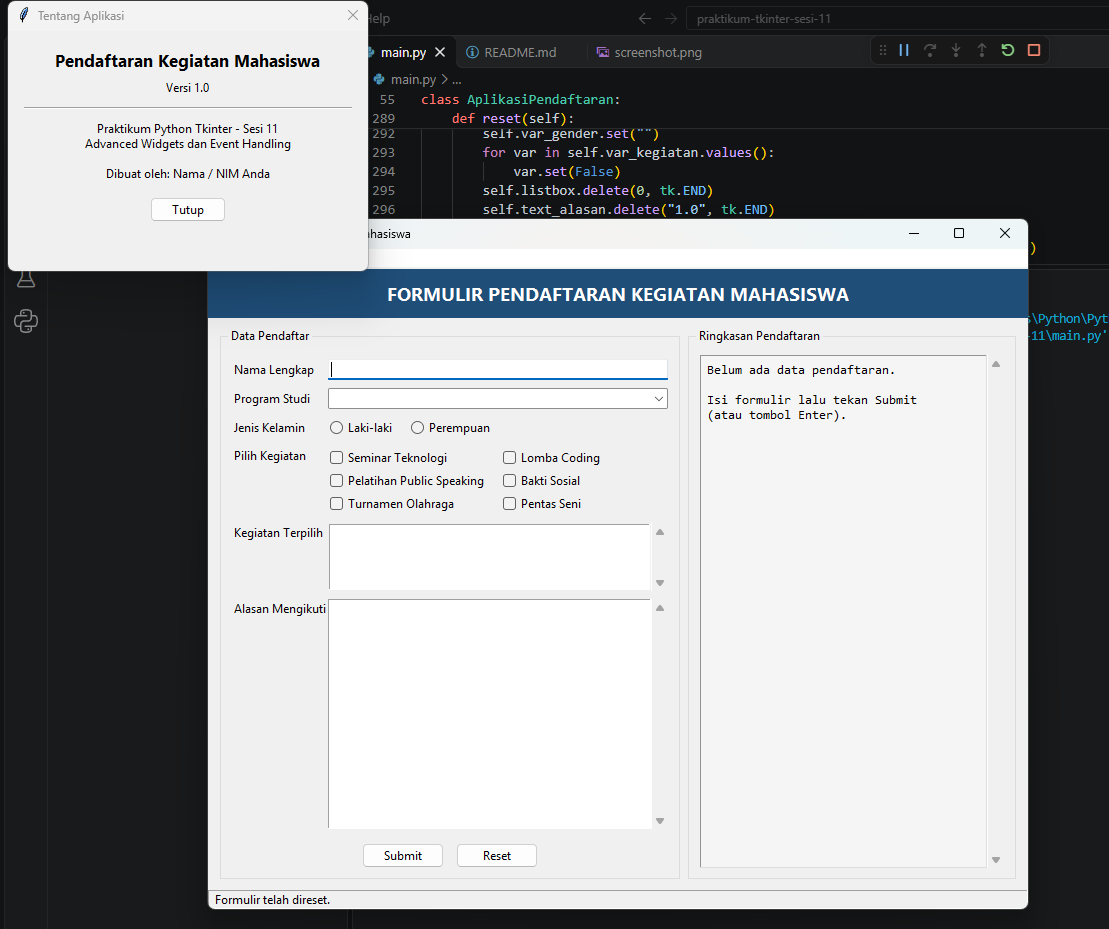 Tentang Aplikasi
Pendaftaran Kegiatan Mahasiswa
Versi 1.0
Praktikum Python Tkinter - Sesi 11
Advanced Widgets dan Event Handling
Dibuat oleh: Nama / NIM Anda
Tutup
Help
praktikum-tkinter-sesi-11
main.py
README.md
screenshot.png
main.py > ...
55 class AplikasiPendaftaran:
289 def reset(self):
292 self.var_gender.set("")
293 for var in self.var_kegiatan.values():
294 var.set(False)
295 self.listbox.delete(0, tk.END)
296 self.text_alasan.delete("1.0", tk.END)
)
\Python\Pyt
11\main.py'
FORMULIR PENDAFTARAN KEGIATAN MAHASISWA
Data Pendaftar
Nama Lengkap
Program Studi
Jenis Kelamin Laki-laki Perempuan
Pilih Kegiatan Seminar Teknologi Lomba Coding
Pelatihan Public Speaking Bakti Sosial
Turnamen Olahraga Pentas Seni
Kegiatan Terpilih
Alasan Mengikuti
Submit Reset
Ringkasan Pendaftaran
Belum ada data pendaftaran.
Isi formulir lalu tekan Submit
(atau tombol Enter).
Formulir telah direset.